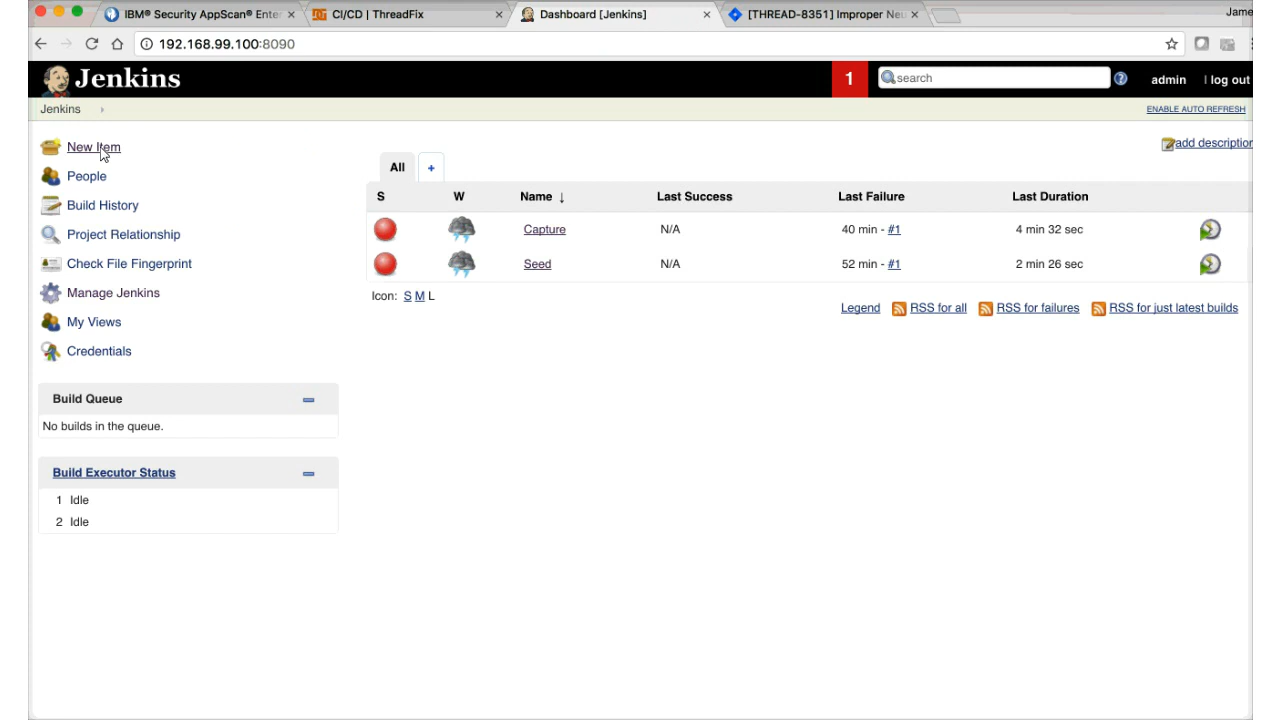 IBM® Security AppScan Enter
CI/CD | ThreadFix
Dashboard [Jenkins]
[THREAD-8351] Improper Neu
Jame
192.168.99.100:8090
Jenkins
1
search
admin
| log out
Jenkins
ENABLE AUTO REFRESH
New Item
People
Build History
Project Relationship
Check File Fingerprint
Manage Jenkins
My Views
Credentials
Build Queue
No builds in the queue.
Build Executor Status
1 Idle
2 Idle
add description
All +
S W Name ↓ Last Success Last Failure Last Duration
Capture N/A 40 min - #1 4 min 32 sec
Seed N/A 52 min - #1 2 min 26 sec
Icon: S M L
Legend RSS for all RSS for failures RSS for just latest builds